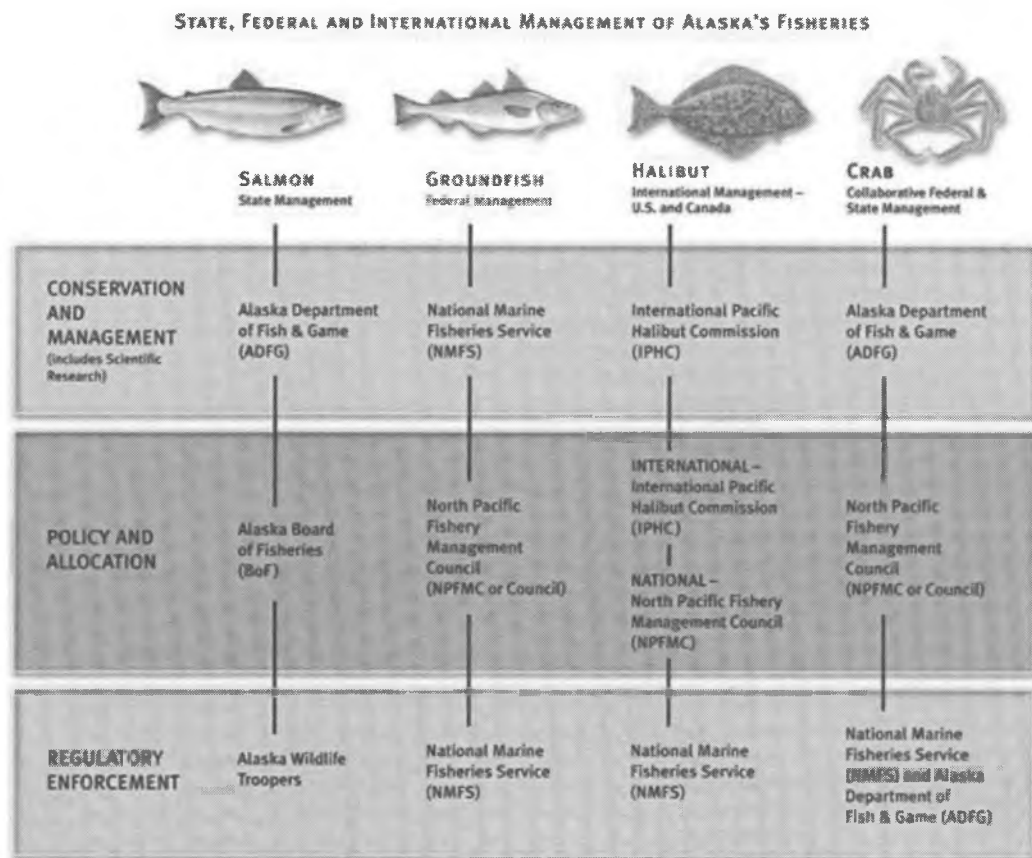 STATE, FEDERAL AND INTERNATIONAL MANAGEMENT OF ALASKA'S FISHERIES
SALMON
State Management
GROUNDFISH
Federal Management
HALIBUT
International Management –
U.S. and Canada
CRAB
Collaborative Federal &
State Management
CONSERVATION
AND
MANAGEMENT
(includes Scientific
Research)
Alaska Department
of Fish & Game
(ADFG)
National Marine
Fisheries Service
(NMFS)
International Pacific
Halibut Commission
(IPHC)
Alaska Department
of Fish & Game
(ADFG)
POLICY AND
ALLOCATION
Alaska Board
of Fisheries
(BoF)
North Pacific
Fishery
Management
Council
(NPFMC or Council)
INTERNATIONAL –
International Pacific
Halibut Commission
(IPHC)
NATIONAL –
North Pacific Fishery
Management Council
(NPFMC)
North Pacific
Fishery
Management
Council
(NPFMC or Council)
REGULATORY
ENFORCEMENT
Alaska Wildlife
Troopers
National Marine
Fisheries Service
(NMFS)
National Marine
Fisheries Service
(NMFS)
National Marine
Fisheries Service
(NMFS) and Alaska
Department of
Fish & Game (ADFG)